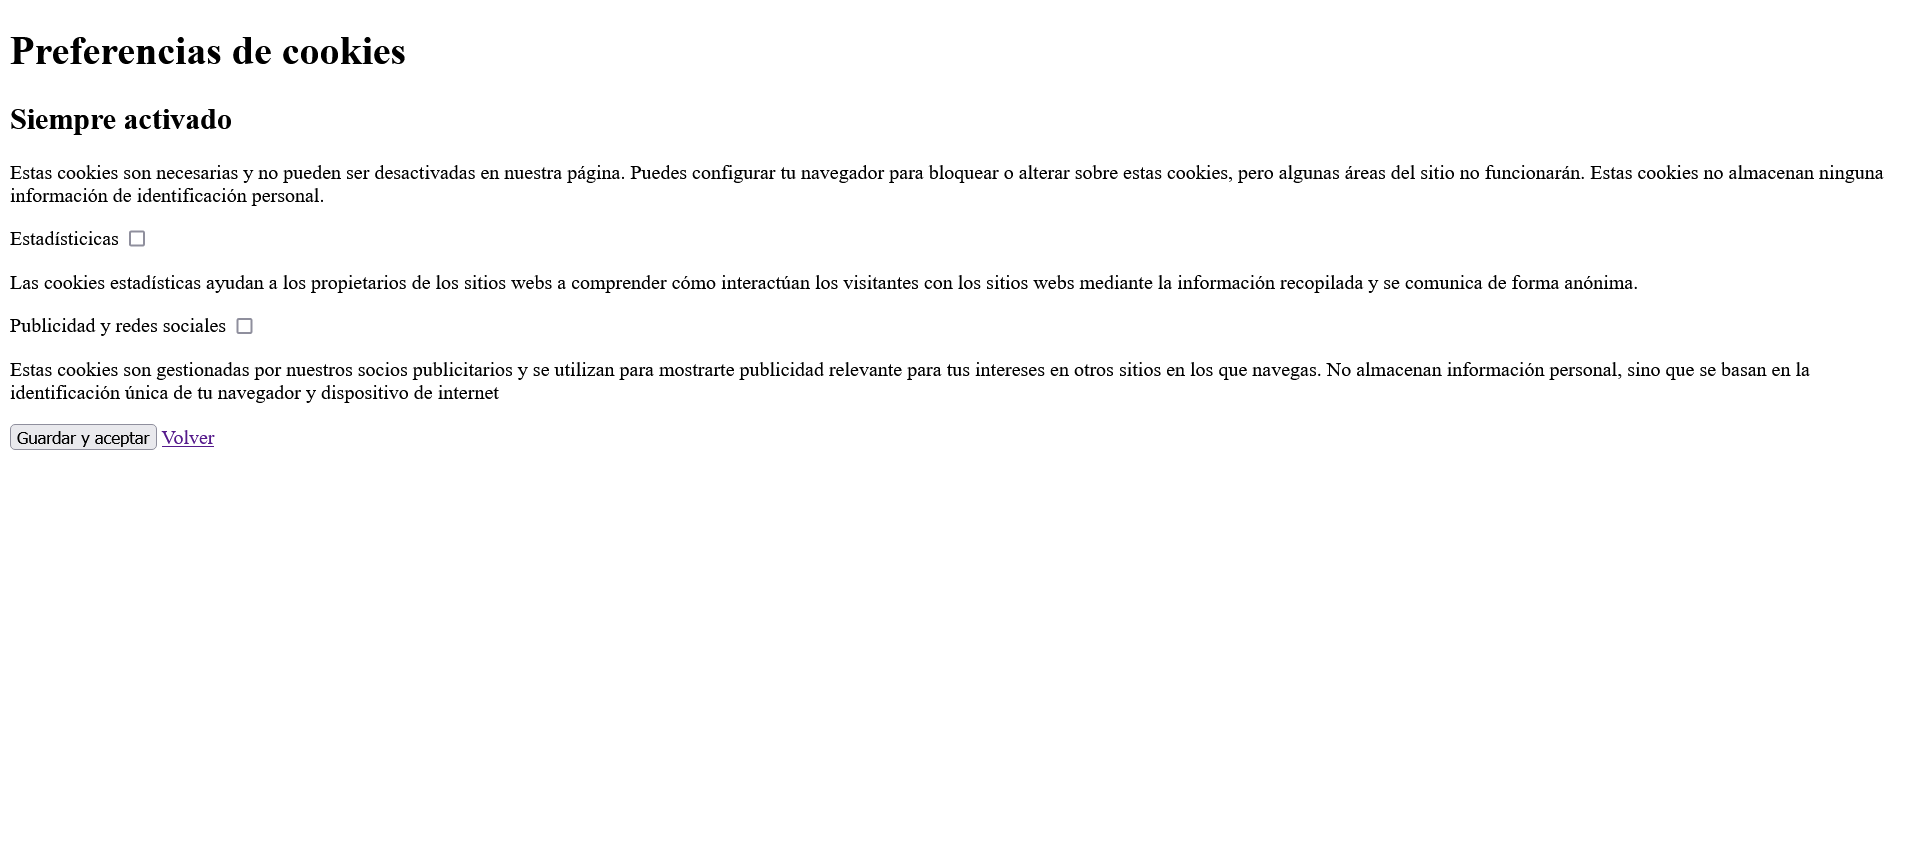 Preferencias de cookies
Siempre activado
Estas cookies son necesarias y no pueden ser desactivadas en nuestra página. Puedes configurar tu navegador para bloquear o alterar sobre estas cookies, pero algunas áreas del sitio no funcionarán. Estas cookies no almacenan ninguna
información de identificación personal.
Estadísticicas
Las cookies estadísticas ayudan a los propietarios de los sitios webs a comprender cómo interactúan los visitantes con los sitios webs mediante la información recopilada y se comunica de forma anónima.
Publicidad y redes sociales
Estas cookies son gestionadas por nuestros socios publicitarios y se utilizan para mostrarte publicidad relevante para tus intereses en otros sitios en los que navegas. No almacenan información personal, sino que se basan en la
identificación única de tu navegador y dispositivo de internet
Guardar y aceptar Volver